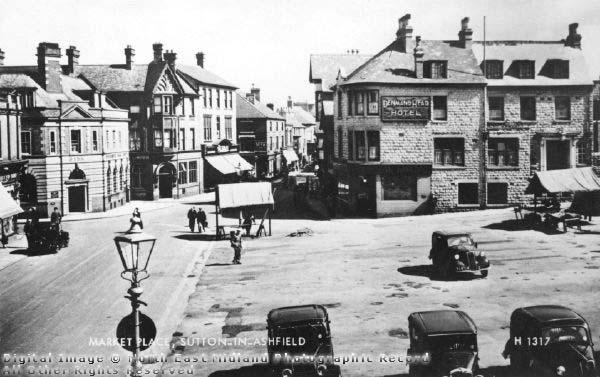 DENMANS HEAD
HOTEL
MARKET PLACE, SUTTON-IN-ASHFIELD
H 1317
Digital Image © North East Midland Photographic Record
All Other Rights Reserved